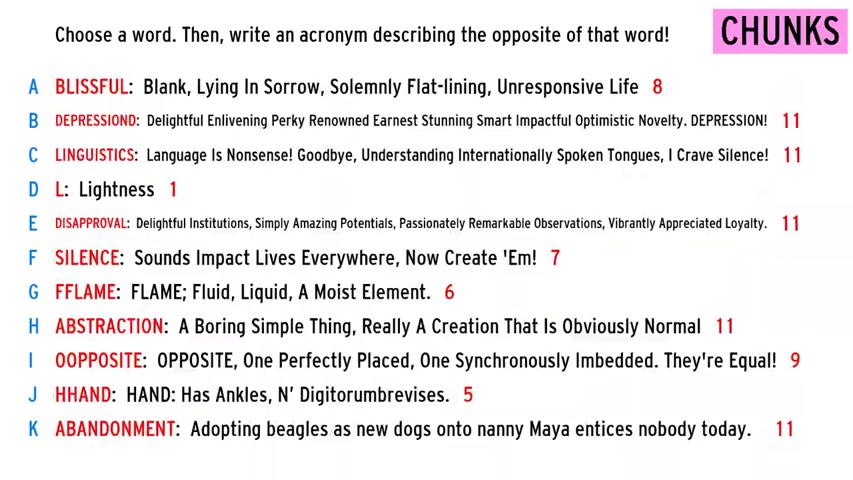 Choose a word. Then, write an acronym describing the opposite of that word! CHUNKS
A BLISSFUL: Blank, Lying In Sorrow, Solemnly Flat-lining, Unresponsive Life 8
B DEPRESSIOND: Delightful Enlivening Perky Renowned Earnest Stunning Smart Impactful Optimistic Novelty. DEPRESSION! 11
C LINGUISTICS: Language Is Nonsense! Goodbye, Understanding Internationally Spoken Tongues, I Crave Silence! 11
D L: Lightness 1
E DISAPPROVAL: Delightful Institutions, Simply Amazing Potentials, Passionately Remarkable Observations, Vibrantly Appreciated Loyalty. 11
F SILENCE: Sounds Impact Lives Everywhere, Now Create 'Em! 7
G FFLAME: FLAME; Fluid, Liquid, A Moist Element. 6
H ABSTRACTION: A Boring Simple Thing, Really A Creation That Is Obviously Normal 11
I OOPPOSITE: OPPOSITE, One Perfectly Placed, One Synchronously Imbedded. They're Equal! 9
J HHAND: HAND: Has Ankles, N' Digitorumbrevises. 5
K ABANDONMENT: Adopting beagles as new dogs onto nanny Maya entices nobody today. 11